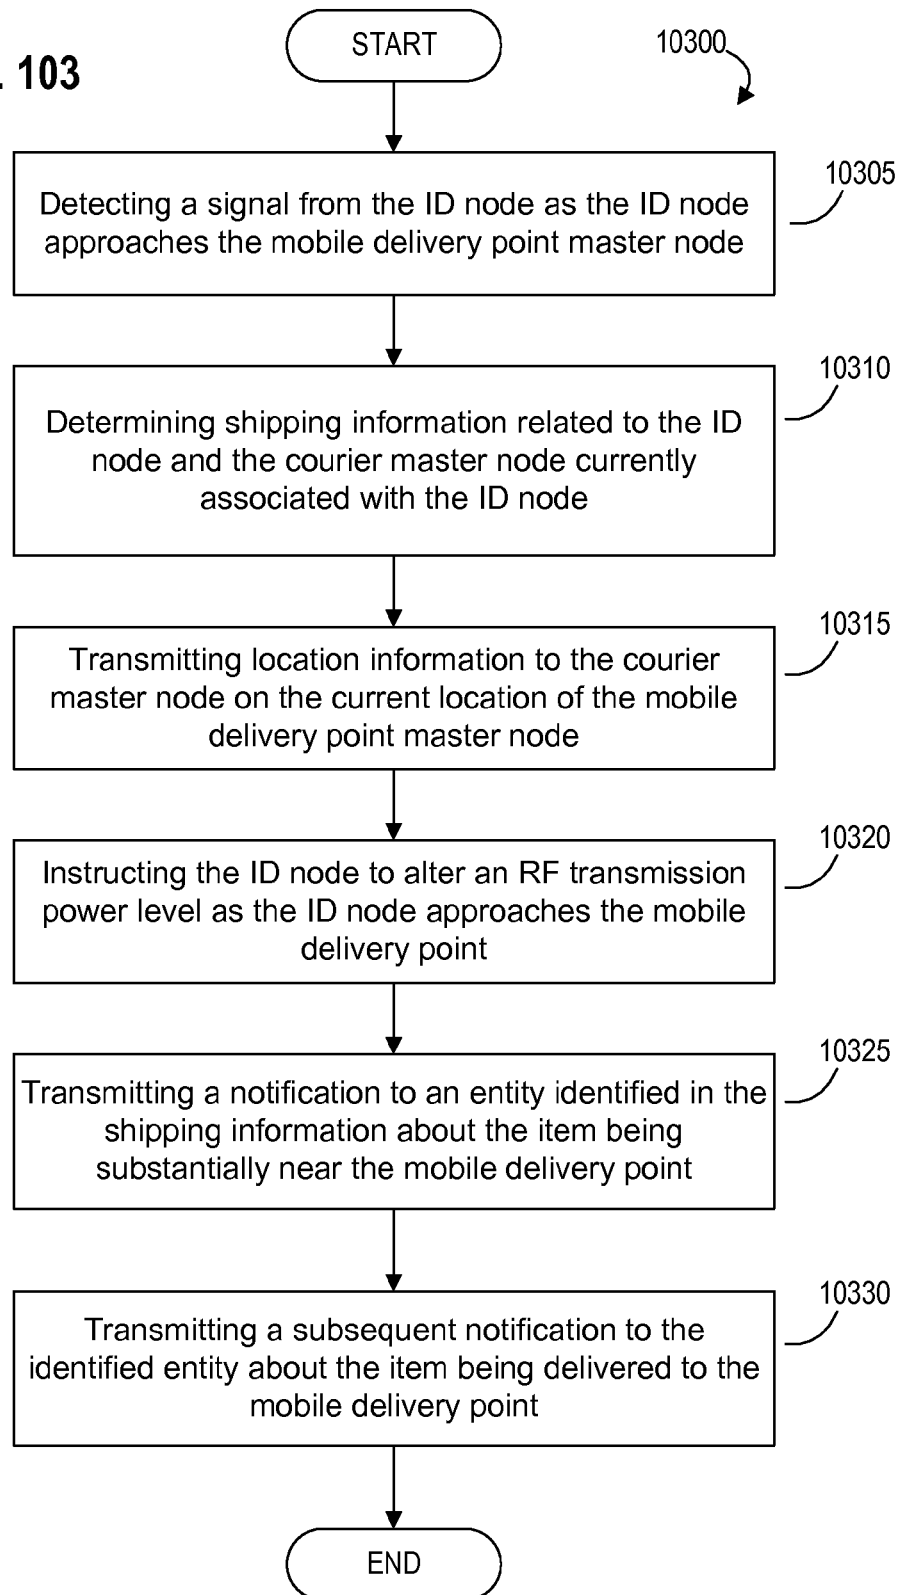 START
10300
. 103
10305
Detecting a signal from the ID node as the ID node
approaches the mobile delivery point master node
10310
Determining shipping information related to the ID
node and the courier master node currently
associated with the ID node
10315
Transmitting location information to the courier
master node on the current location of the mobile
delivery point master node
10320
Instructing the ID node to alter an RF transmission
power level as the ID node approaches the mobile
delivery point
10325
Transmitting a notification to an entity identified in the
shipping information about the item being
substantially near the mobile delivery point
10330
Transmitting a subsequent notification to the
identified entity about the item being delivered to the
mobile delivery point
END